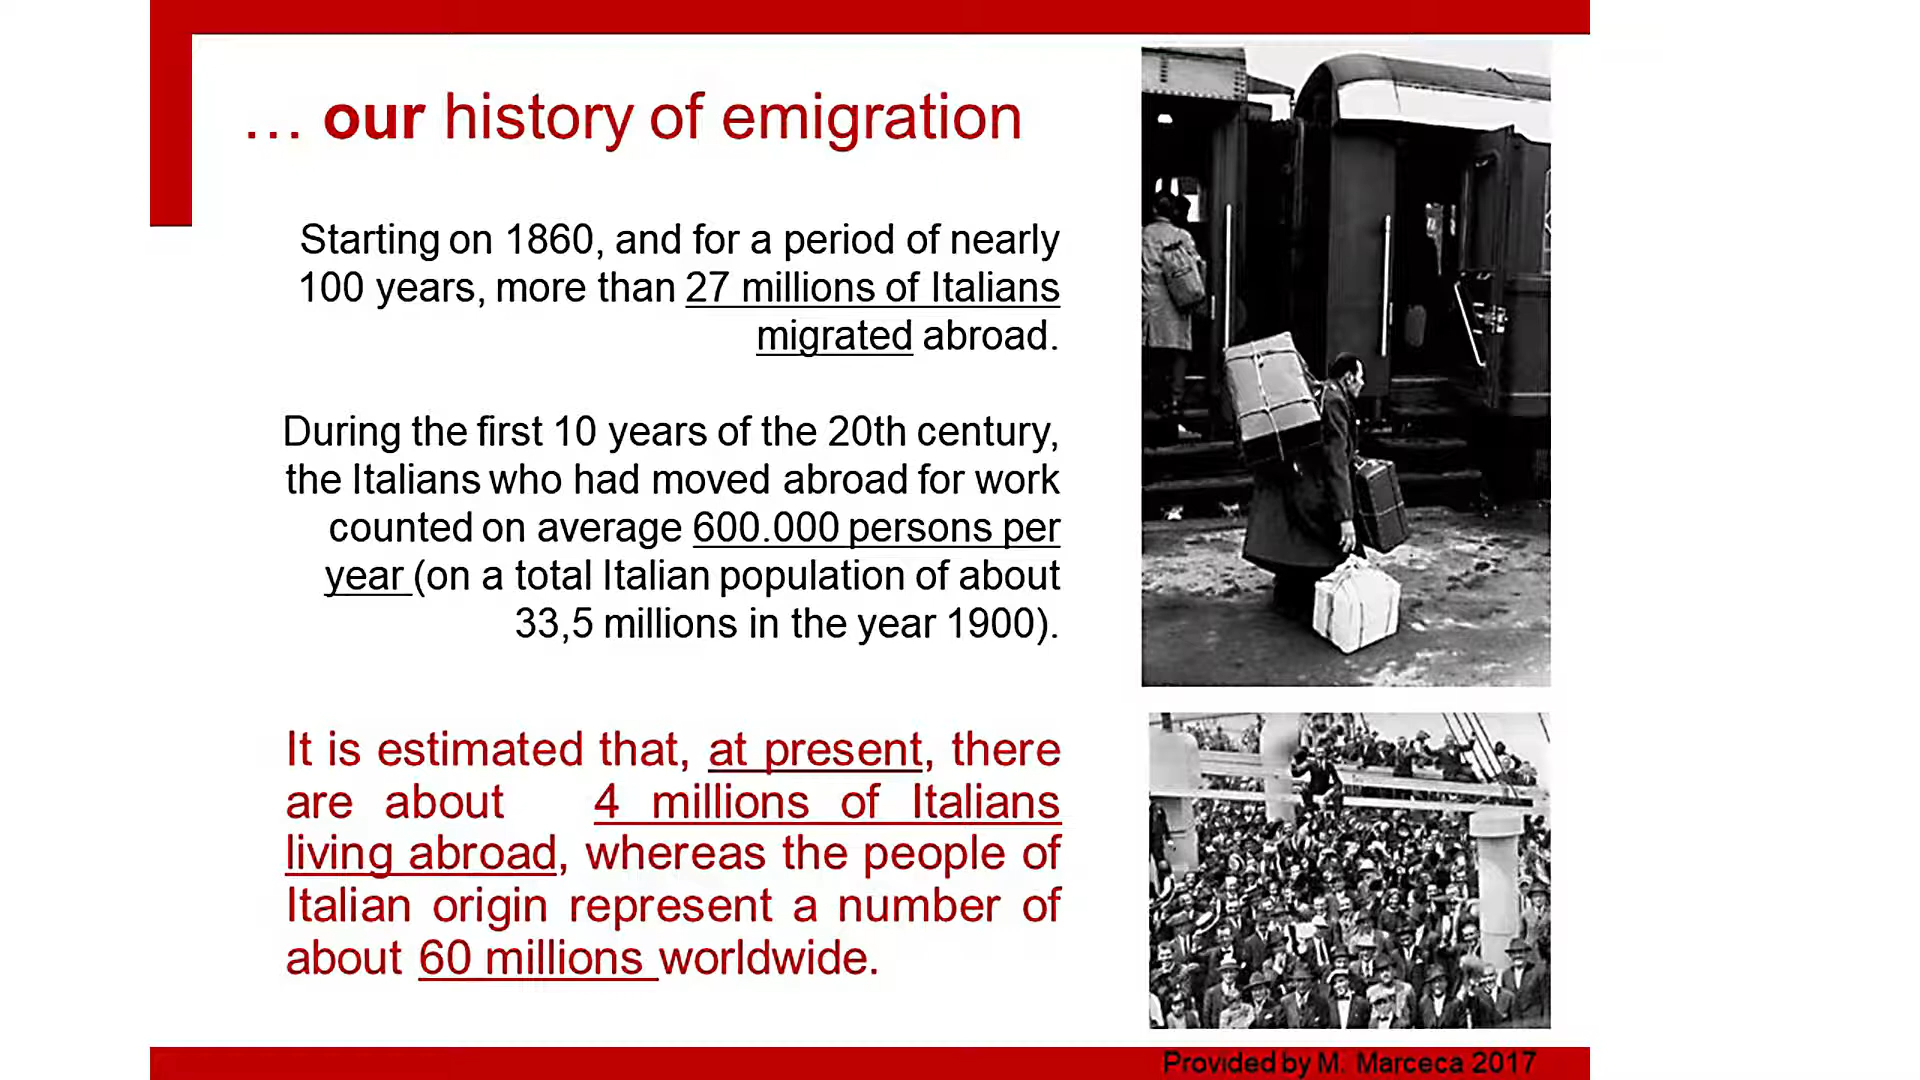 … our history of emigration
Starting on 1860, and for a period of nearly
100 years, more than 27 millions of Italians
migrated abroad.
During the first 10 years of the 20th century,
the Italians who had moved abroad for work
counted on average 600.000 persons per
year (on a total Italian population of about
33,5 millions in the year 1900).
It is estimated that, at present, there
are about 4 millions of Italians
living abroad, whereas the people of
Italian origin represent a number of
about 60 millions worldwide.
Provided by M. Marceca 2017